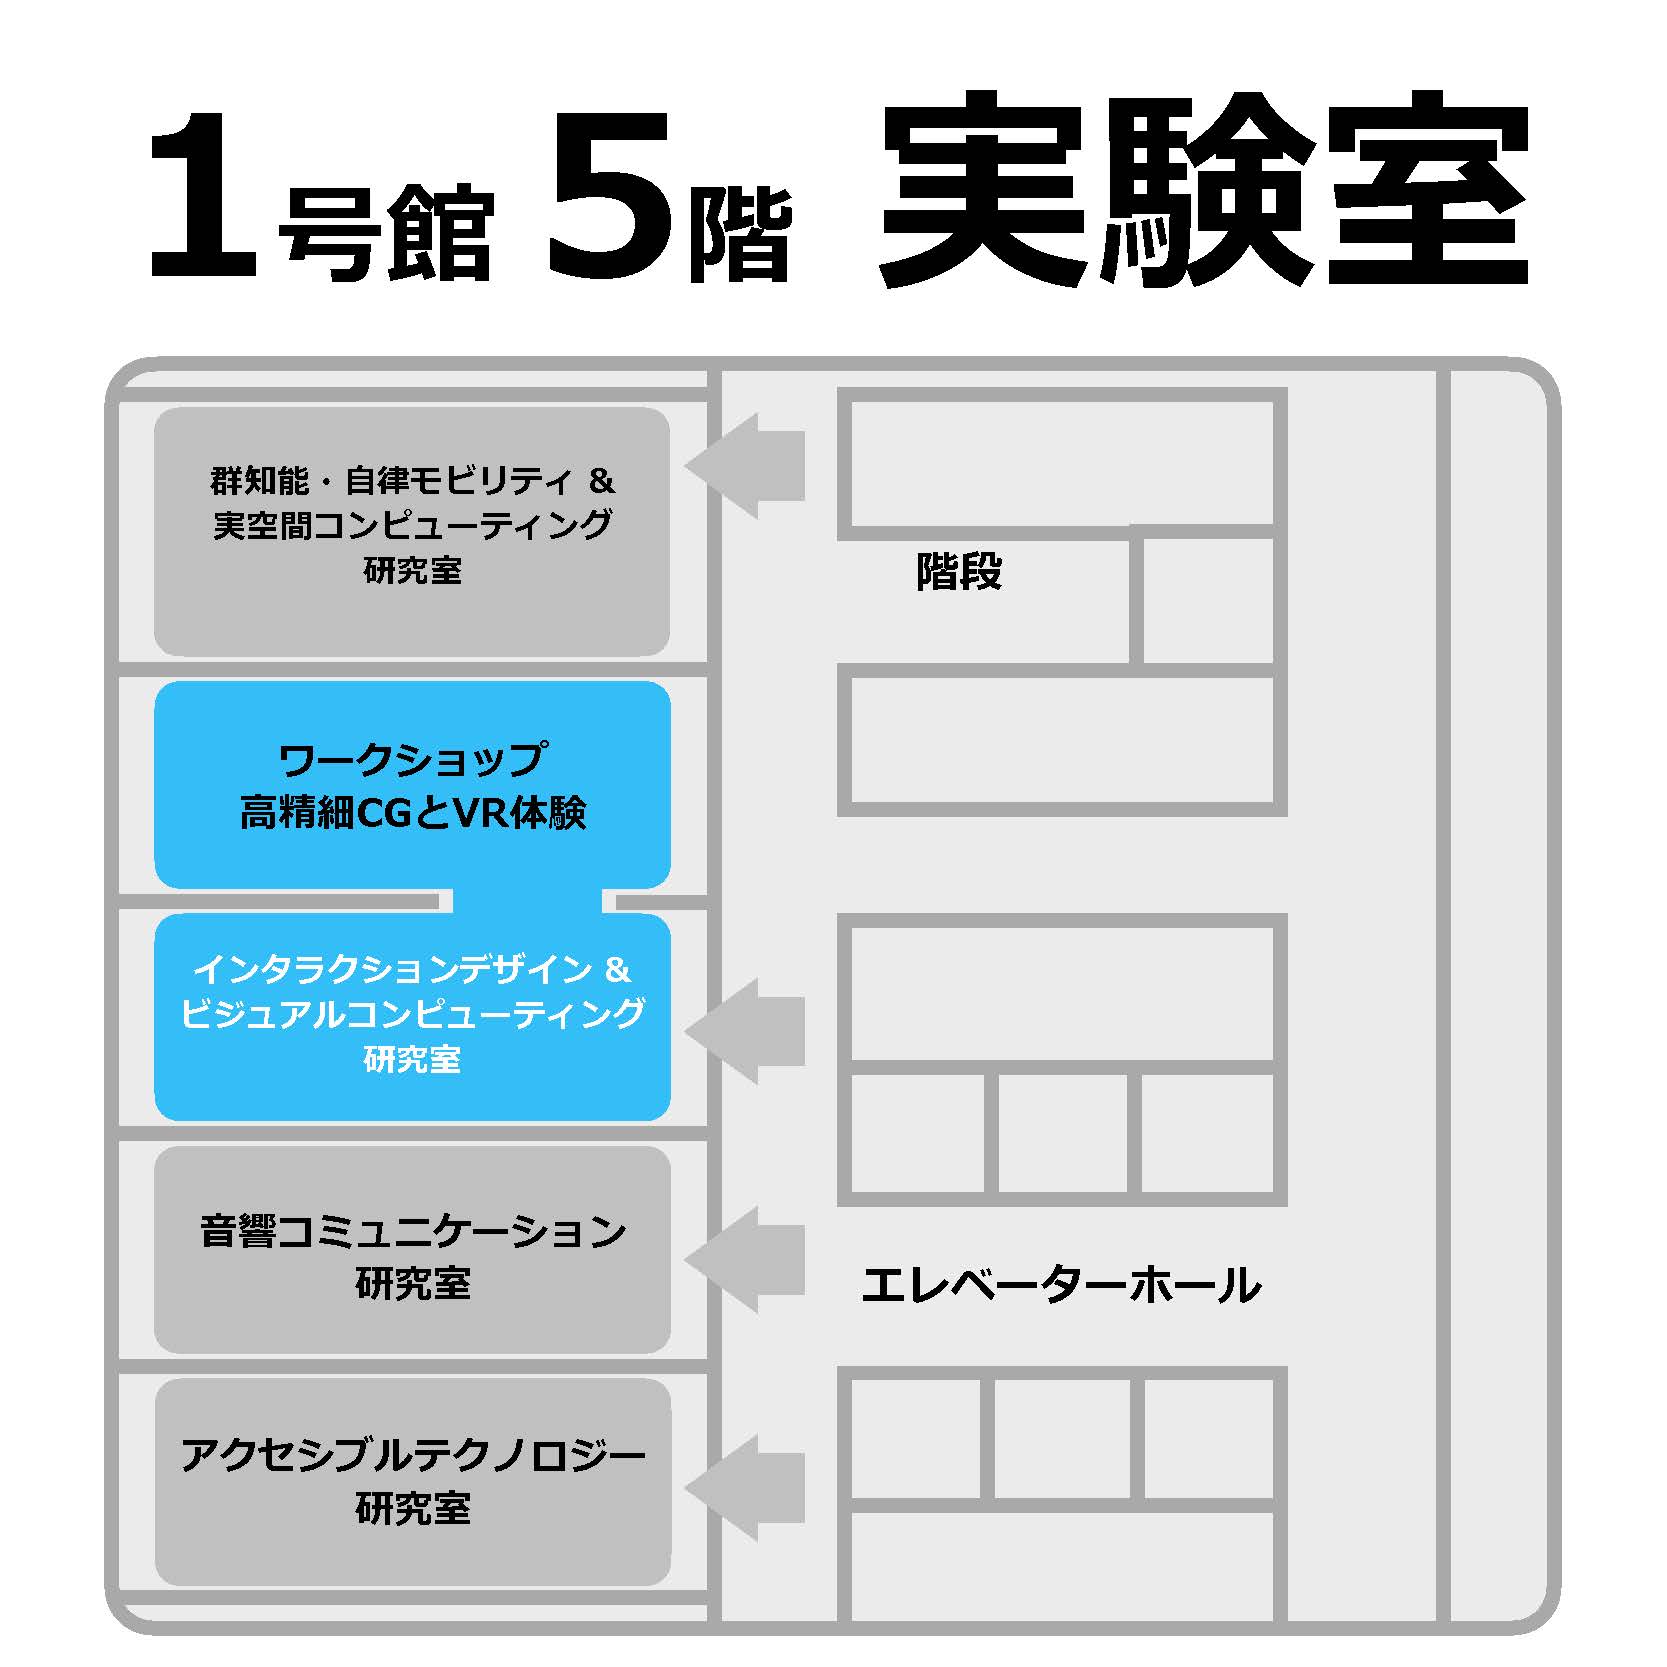 1号館 5階 実験室
群知能・自律モビリティ &
実空間コンピューティング
研究室
階段
ワークショップ
高精細CGとVR体験
インタラクションデザイン &
ビジュアルコンピューティング
研究室
音響コミュニケーション
研究室
エレベーターホール
アクセシブルテクノロジー
研究室